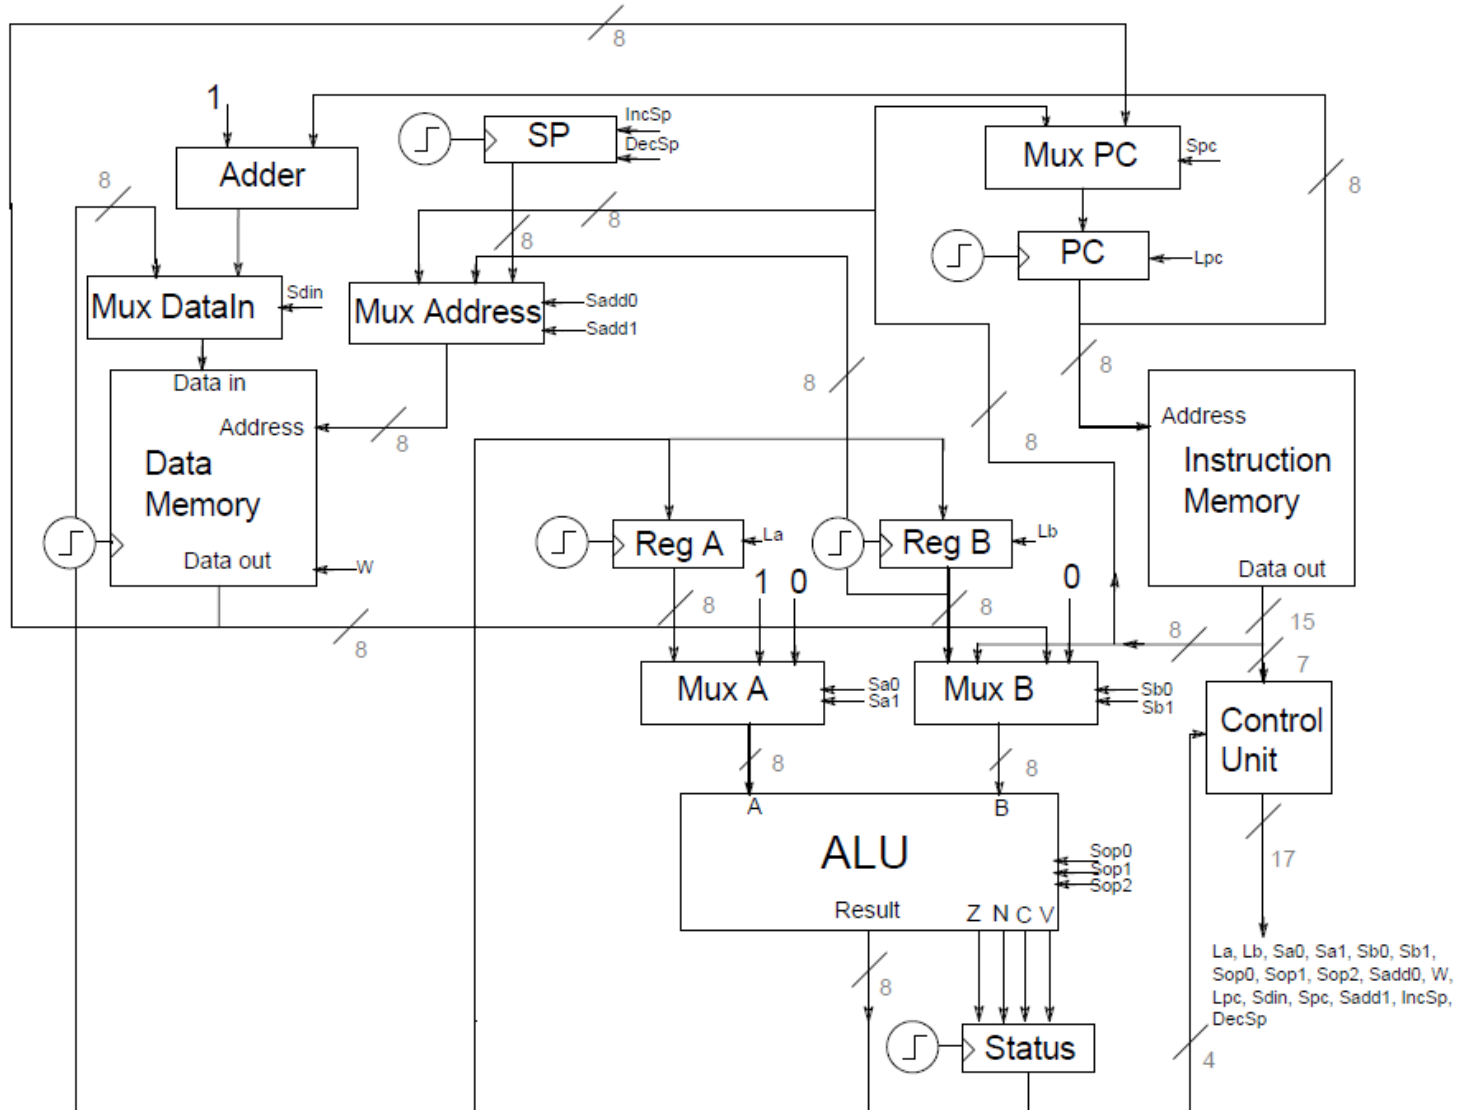 8
1
IncSp
SP
DecSp
Mux PC
Spc
Adder
8
8
8
8
PC
Lpc
Sdin
Mux DataIn
Mux Address
Sadd0
Sadd1
8
8
Data in
Address
8
Data
Memory
8
Address
Instruction
Memory
Reg A
La
Reg B
Lb
Data out
W
1 0
0
Data out
8
8
8
15
8
7
Mux A
Sa0
Sa1
Mux B
Sb0
Sb1
Control
Unit
8
8
A
B
ALU
Sop0
Sop1
Sop2
17
Result
Z N C V
La, Lb, Sa0, Sa1, Sb0, Sb1,
Sop0, Sop1, Sop2, Sadd0, W,
Lpc, Sdin, Spc, Sadd1, IncSp,
DecSp
8
Status
4